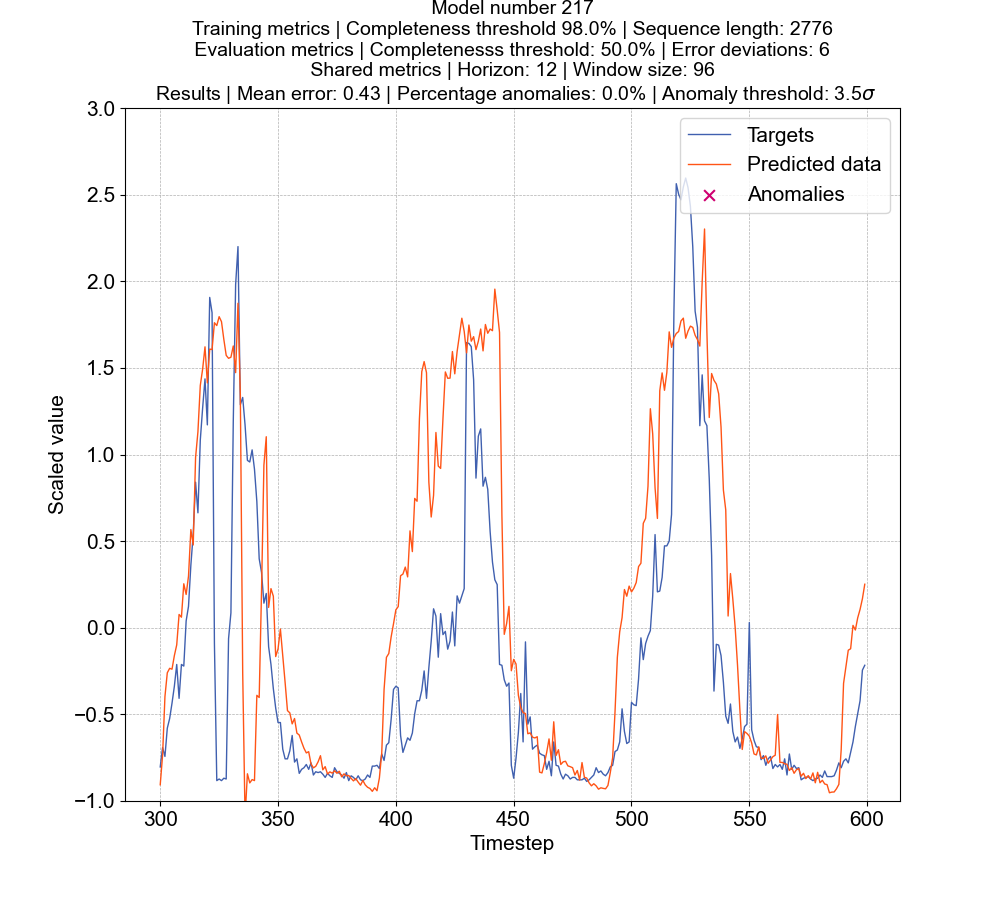 Model number 217
Training metrics | Completeness threshold 98.0% | Sequence length: 2776
Evaluation metrics | Completenesss threshold: 50.0% | Error deviations: 6
Shared metrics | Horizon: 12 | Window size: 96
Results | Mean error: 0.43 | Percentage anomalies: 0.0% | Anomaly threshold: 3.5σ
Targets
Predicted data
Anomalies
3.0
2.5
2.0
1.5
1.0
0.5
0.0
−0.5
−1.0
Scaled value
300
350
400
450
500
550
600
Timestep